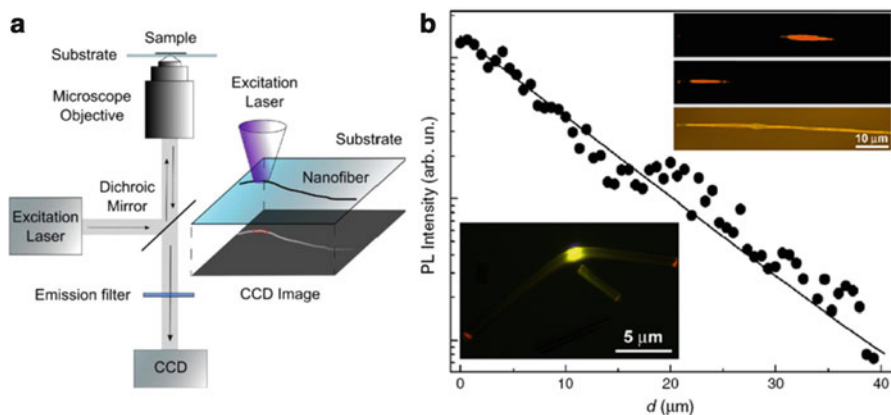 a
Sample
Substrate
Microscope
Objective
Dichroic
Mirror
Excitation
Laser
Emission filter
CCD
Excitation
Laser
Substrate
Nanofiber
CCD Image
b
PL Intensity (arb. un.)
10 μm
5 μm
0
10
20
30
40
d (μm)